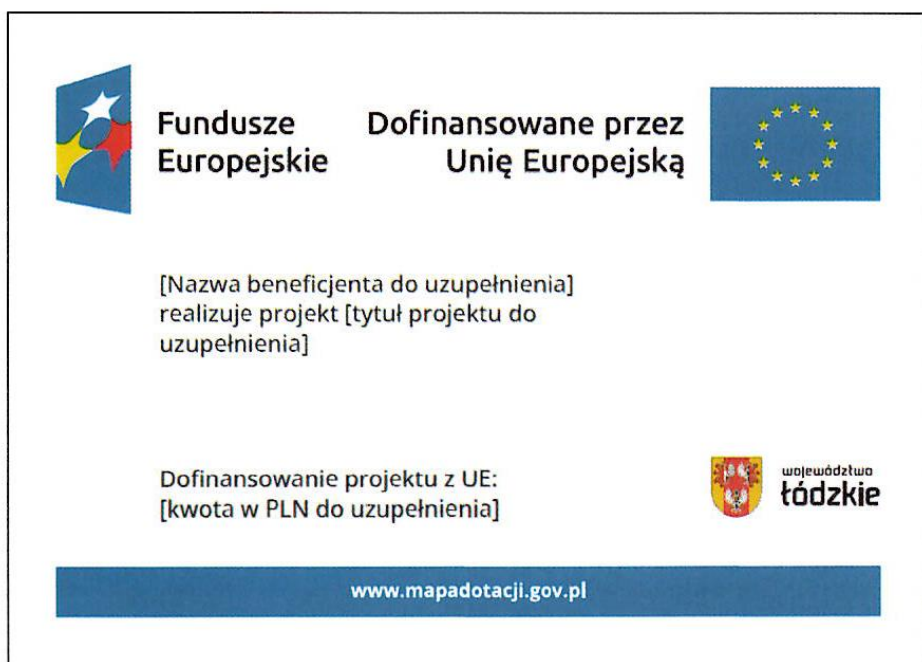 Fundusze
Europejskie
Dofinansowane przez
Unię Europejską
[Nazwa beneficjenta do uzupełnienia]
realizuje projekt [tytuł projektu do
uzupełnienia]
Dofinansowanie projektu z UE:
[kwota w PLN do uzupełnienia]
województwo
łódzkie
www.mapadotacji.gov.pl